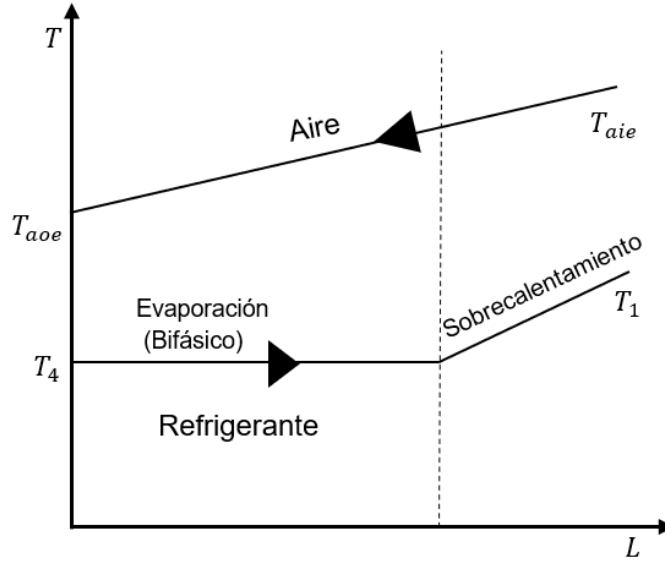 T
Aire
T_aie
T_aoe
Evaporación
(Bifásico)
Sobrecalentamiento
T_1
T_4
Refrigerante
L